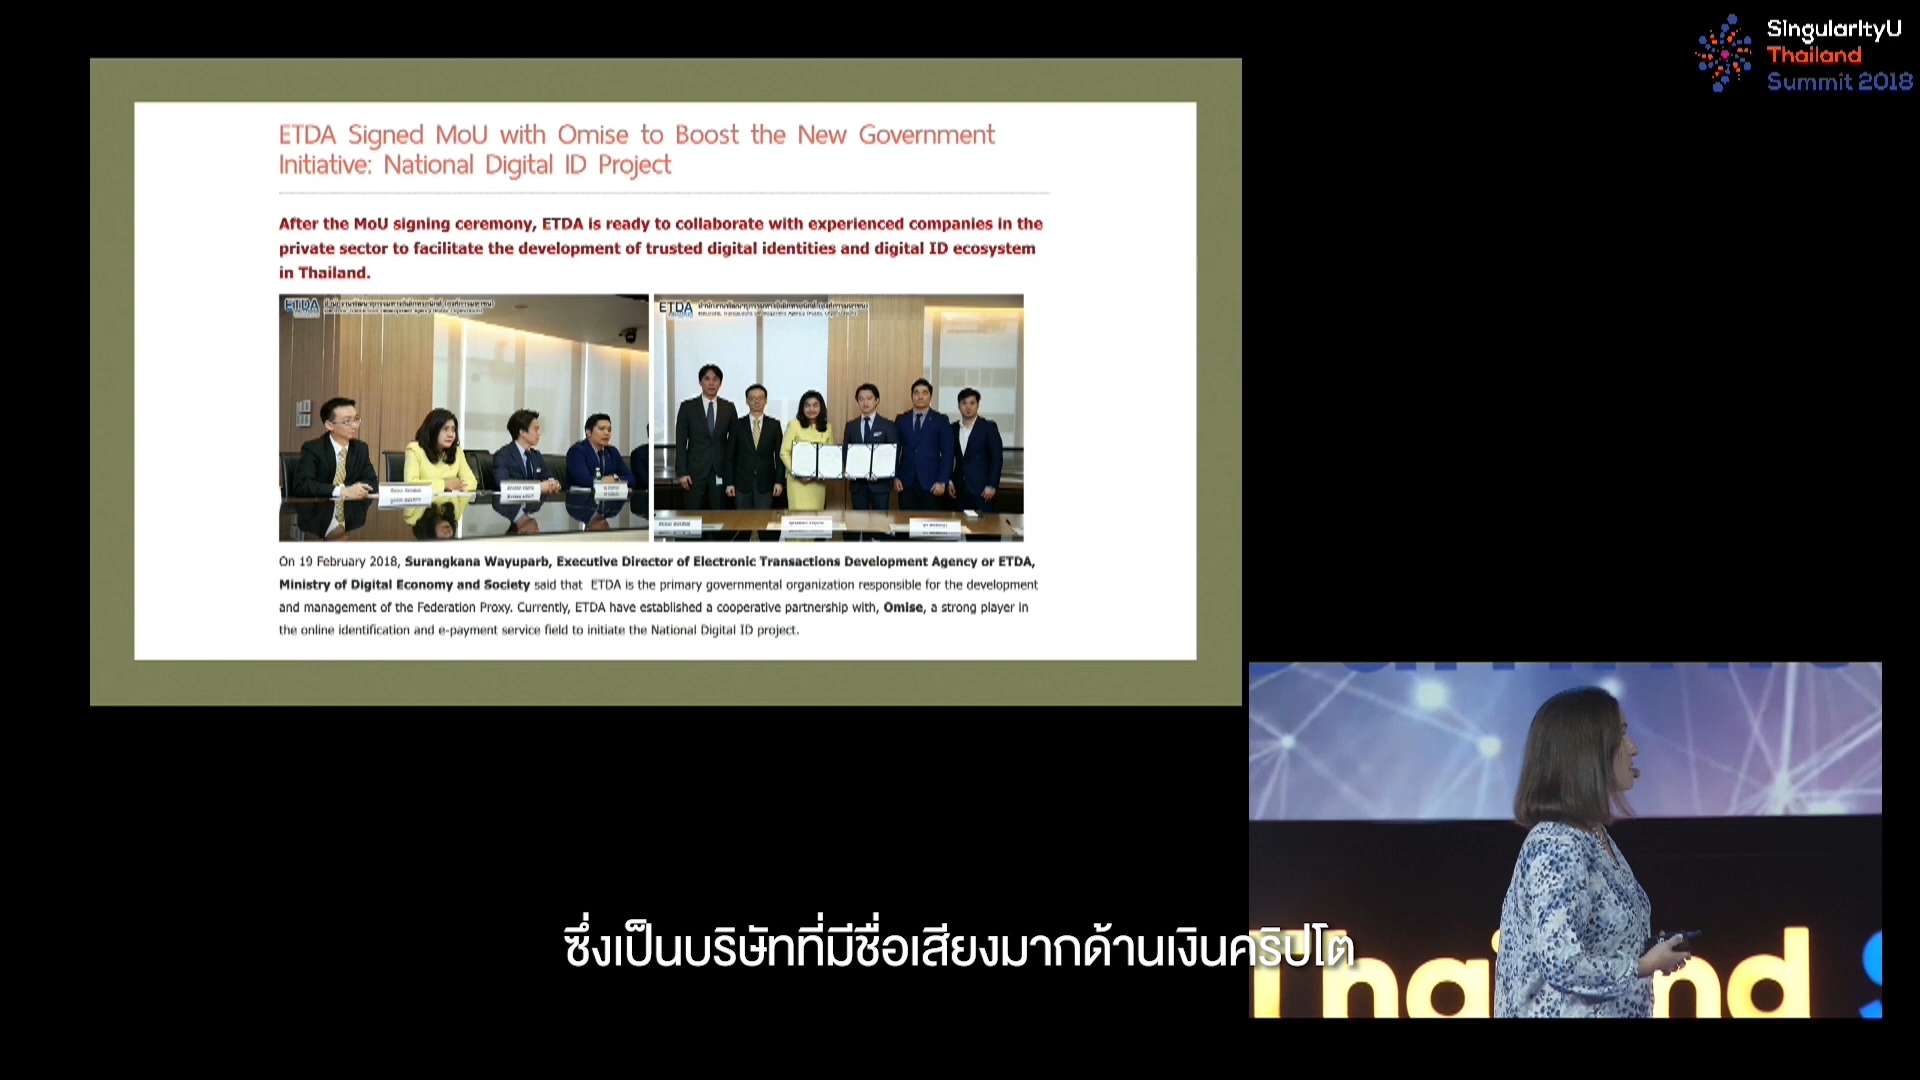 SingularityU
Thailand
Summit 2018
ETDA Signed MoU with Omise to Boost the New Government
Initiative: National Digital ID Project
After the MoU signing ceremony, ETDA is ready to collaborate with experienced companies in the
private sector to facilitate the development of trusted digital identities and digital ID ecosystem
in Thailand.
ETDA
ETDA
On 19 February 2018, Surangkana Wayuparb, Executive Director of Electronic Transactions Development Agency or ETDA,
Ministry of Digital Economy and Society said that ETDA is the primary governmental organization responsible for the development
and management of the Federation Proxy. Currently, ETDA have established a cooperative partnership with, Omise, a strong player in
the online identification and e-payment service field to initiate the National Digital ID project.
ซึ่งเป็นบริษัทที่มีชื่อเสียงมากด้านเงินคริปโต